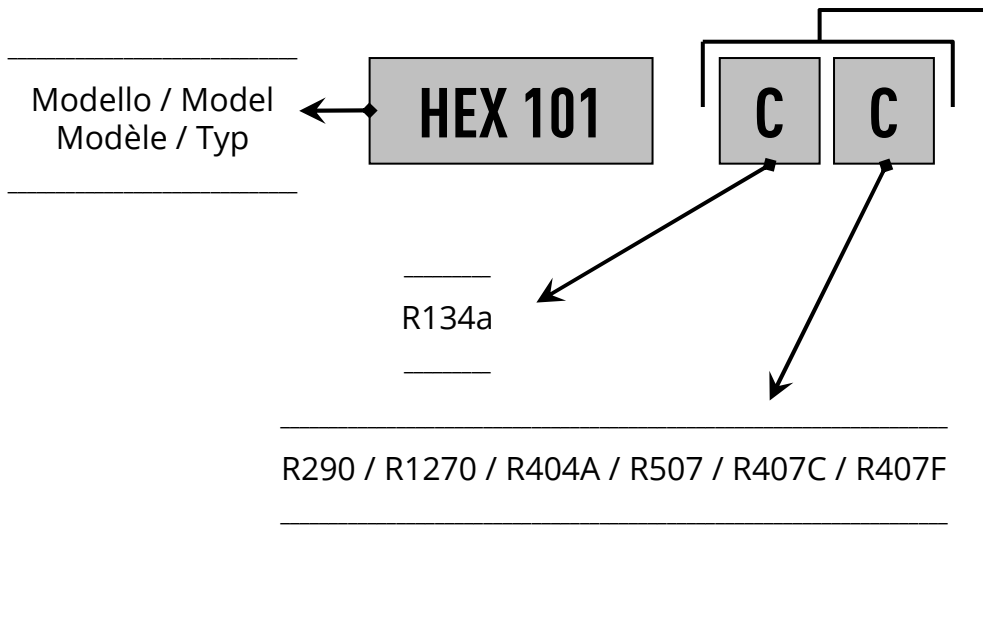 Modello / Model
Modèle / Typ
HEX 101
C
C
R134a
R290 / R1270 / R404A / R507 / R407C / R407F